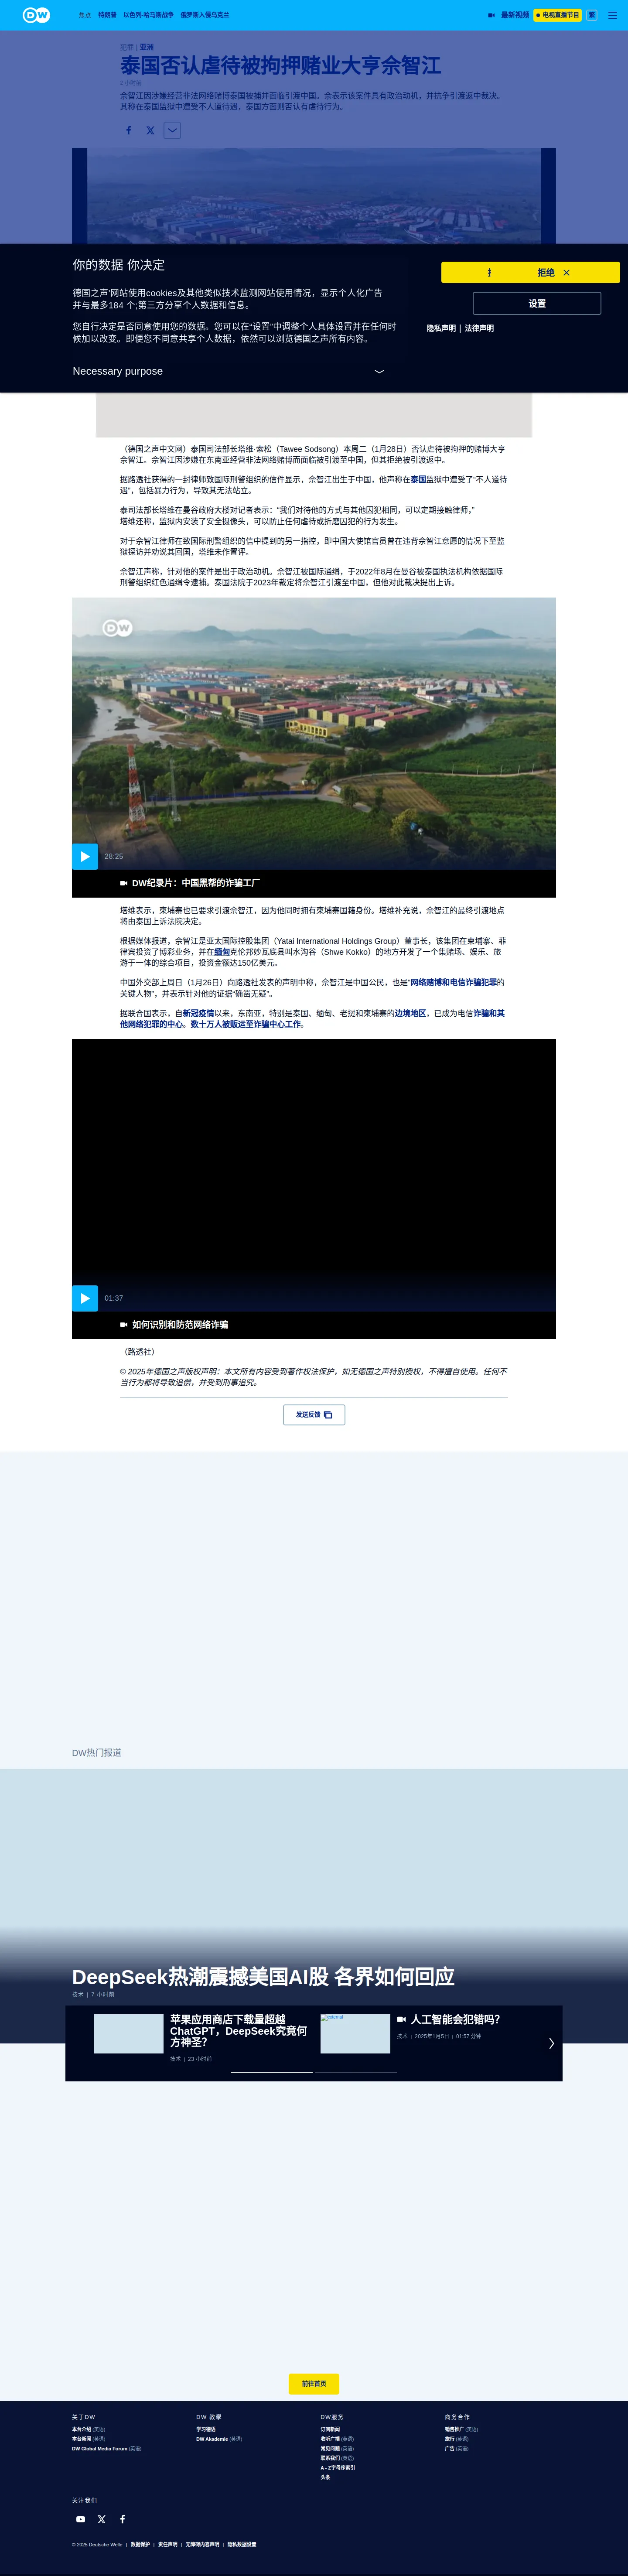 DW
焦点 特朗普 以色列-哈马斯战争 俄罗斯入侵乌克兰
最新视频 电视直播节目 繁
犯罪 | 亚洲
泰国否认虐待被拘押赌业大亨佘智江
2 小时前
佘智江因涉嫌经营非法网络赌博泰国被捕并面临引渡中国。佘表示该案件具有政治动机，并抗争引渡返中裁决。
其称在泰国监狱中遭受不人道待遇，泰国方面则否认有虐待行为。
你的数据 你决定
德国之声'网站使用cookies及其他类似技术监测网站使用情况，显示个人化广告
并与最多184 个;第三方分享个人数据和信息。
您自行决定是否同意使用您的数据。您可以在"设置"中调整个人具体设置并在任何时
候加以改变。即便您不同意共享个人数据，依然可以浏览德国之声所有内容。
Necessary purpose
拒绝
设置
隐私声明 | 法律声明
（德国之声中文网）泰国司法部长塔维·索松（Tawee Sodsong）本周二（1月28日）否认虐待被拘押的赌博大亨
佘智江。佘智江因涉嫌在东南亚经营非法网络赌博而面临被引渡至中国，但其拒绝被引渡返中。
据路透社获得的一封律师致国际刑警组织的信件显示，佘智江出生于中国，他声称在泰国监狱中遭受了"不人道待
遇"，包括暴行为力，导致其无法站立。
泰司法部长塔维在曼谷政府大楼对记者表示："我们对待他的方式与其他囚犯相同，可以定期接触律师，"
塔维还称，监狱内安装了安全摄像头，可以防止任何虐待或折磨囚犯的行为发生。
对于佘智江律师在致国际刑警组织的信中提到的另一指控，即中国大使馆官员曾在违背佘智江意愿的情况下至监
狱探访并劝说其回国，塔维未作置评。
佘智江声称，针对他的案件是出于政治动机。佘智江被国际通缉，于2022年8月在曼谷被泰国执法机构依据国际
刑警组织红色通缉令逮捕。泰国法院于2023年裁定将佘智江引渡至中国，但他对此裁决提出上诉。
DW
28:25
DW纪录片：中国黑帮的诈骗工厂
塔维表示，柬埔寨也已要求引渡佘智江，因为他同时拥有柬埔寨国籍身份。塔维补充说，佘智江的最终引渡地点
将由泰国上诉法院决定。
根据媒体报道，佘智江是亚太国际控股集团（Yatai International Holdings Group）董事长，该集团在柬埔寨、菲
律宾投资了博彩业务，并在缅甸克伦邦妙瓦底县叫水沟谷（Shwe Kokko）的地方开发了一个集赌场、娱乐、旅
游于一体的综合项目，投资金额达150亿美元。
中国外交部上周日（1月26日）向路透社发表的声明中称，佘智江是中国公民，也是"网络赌博和电信诈骗犯罪的
关键人物"，并表示针对他的证据"确凿无疑"。
据联合国表示，自新冠疫情以来，东南亚，特别是泰国、缅甸、老挝和柬埔寨的边境地区，已成为电信诈骗和其
他网络犯罪的中心。数十万人被贩运至诈骗中心工作。
01:37
如何识别和防范网络诈骗
（路透社）
© 2025年德国之声版权声明：本文所有内容受到著作权法保护，如无德国之声特别授权，不得擅自使用。任何不
当行为都将导致追偿，并受到刑事追究。
发送反馈
DW热门报道
DeepSeek热潮震撼美国AI股 各界如何回应
技术 | 7 小时前
苹果应用商店下载量超越
ChatGPT，DeepSeek究竟何
方神圣？
技术 | 23 小时前
人工智能会犯错吗？
技术 | 2025年1月5日 | 01:57 分钟
前往首页
关于DW
本台介绍 (英语)
本台新闻 (英语)
DW Global Media Forum (英语)
DW 教學
学习德语
DW Akademie (英语)
DW服务
订阅新闻
收听广播 (英语)
常见问题 (英语)
联系我们 (英语)
A - Z字母序索引
头条
商务合作
销售推广 (英语)
旅行 (英语)
广告 (英语)
关注我们
© 2025 Deutsche Welle | 数据保护 | 责任声明 | 无障碍内容声明 | 隐私数据设置